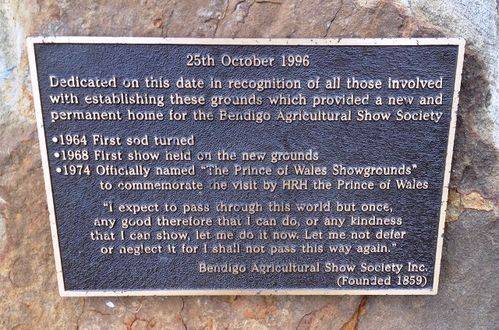 25th October 1996
Dedicated on this date in recognition of all those involved
with establishing these grounds which provided a new and
permanent home for the Bendigo Agricultural Show Society
•1964 First sod turned
•1968 First show held on the new grounds
•1974 Officially named "The Prince of Wales Showgrounds"
to commemorate the visit by HRH the Prince of Wales
"I expect to pass through this world but once,
any good therefore that I can do, or any kindness
that I can show, let me do it now. Let me not defer
or neglect it for I shall not pass this way again."
Bendigo Agricultural Show Society Inc.
(Founded 1859)